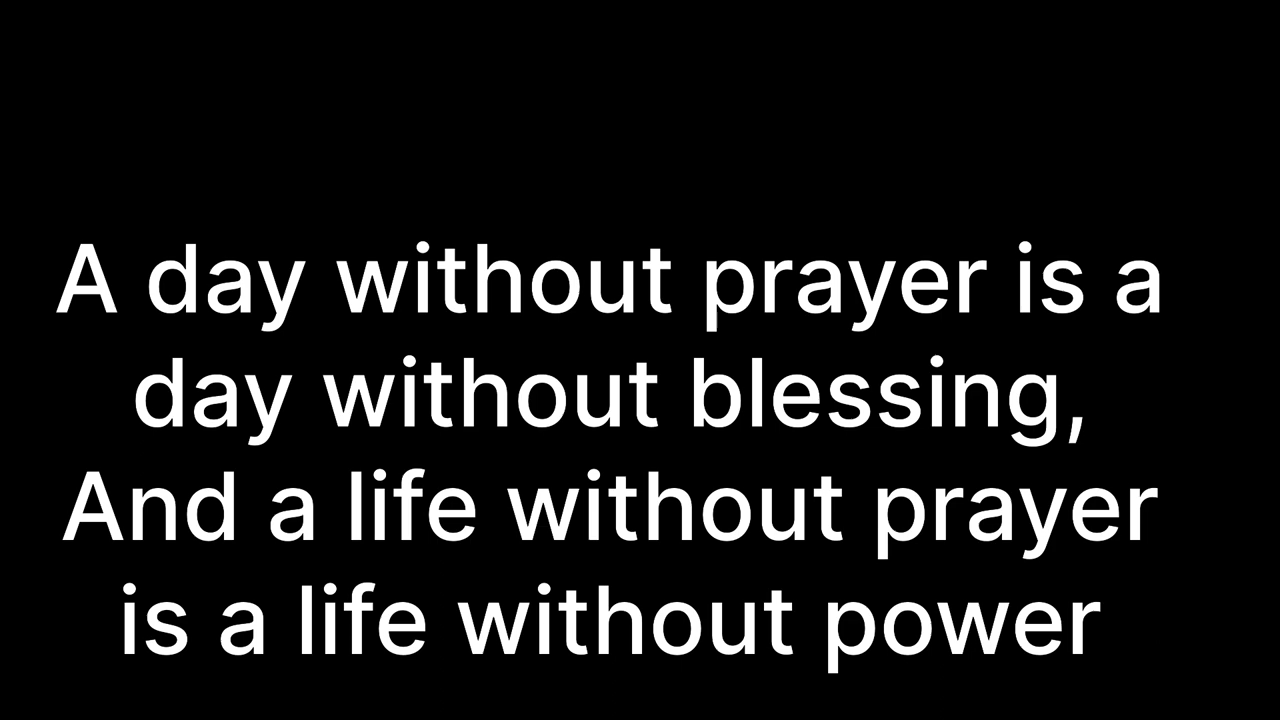 A day without prayer is a
day without blessing,
And a life without prayer
is a life without power